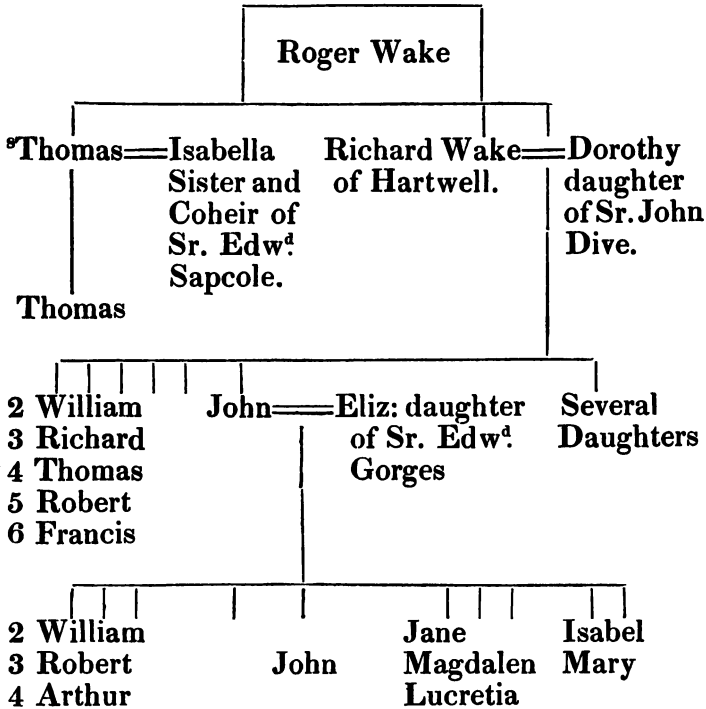 Roger Wake
sThomas Isabella Richard Wake Dorothy
Sister and of Hartwell. daughter
Coheir of of Sr. John
Sr. Edwd. Dive.
Sapcole.
Thomas
2 William John Eliz: daughter Several
3 Richard of Sr. Edwd. Daughters
4 Thomas Gorges
5 Robert
6 Francis
2 William Jane Isabel
3 Robert John Magdalen Mary
4 Arthur Lucretia